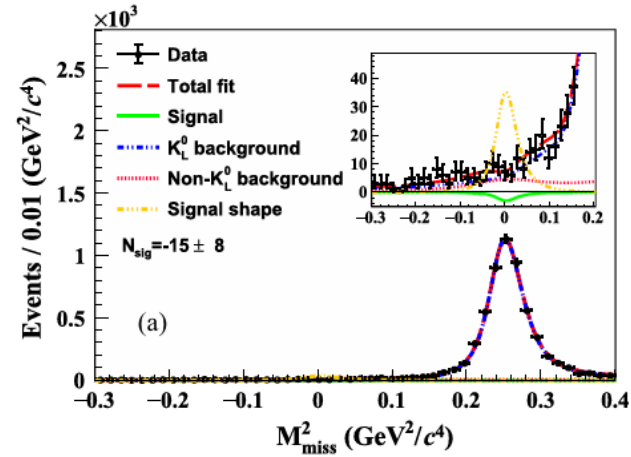 ×10³
Events / 0.01 (GeV²/c⁴)
2.5
2
1.5
1
0.5
0
Data
Total fit
Signal
K⁰_L background
Non-K⁰_L background
Signal shape
N_sig=-15 ± 8
(a)
40
30
20
10
0
−0.3 −0.2 −0.1 0 0.1 0.2
−0.3 −0.2 −0.1 0 0.1 0.2 0.3 0.4
M²_miss (GeV²/c⁴)